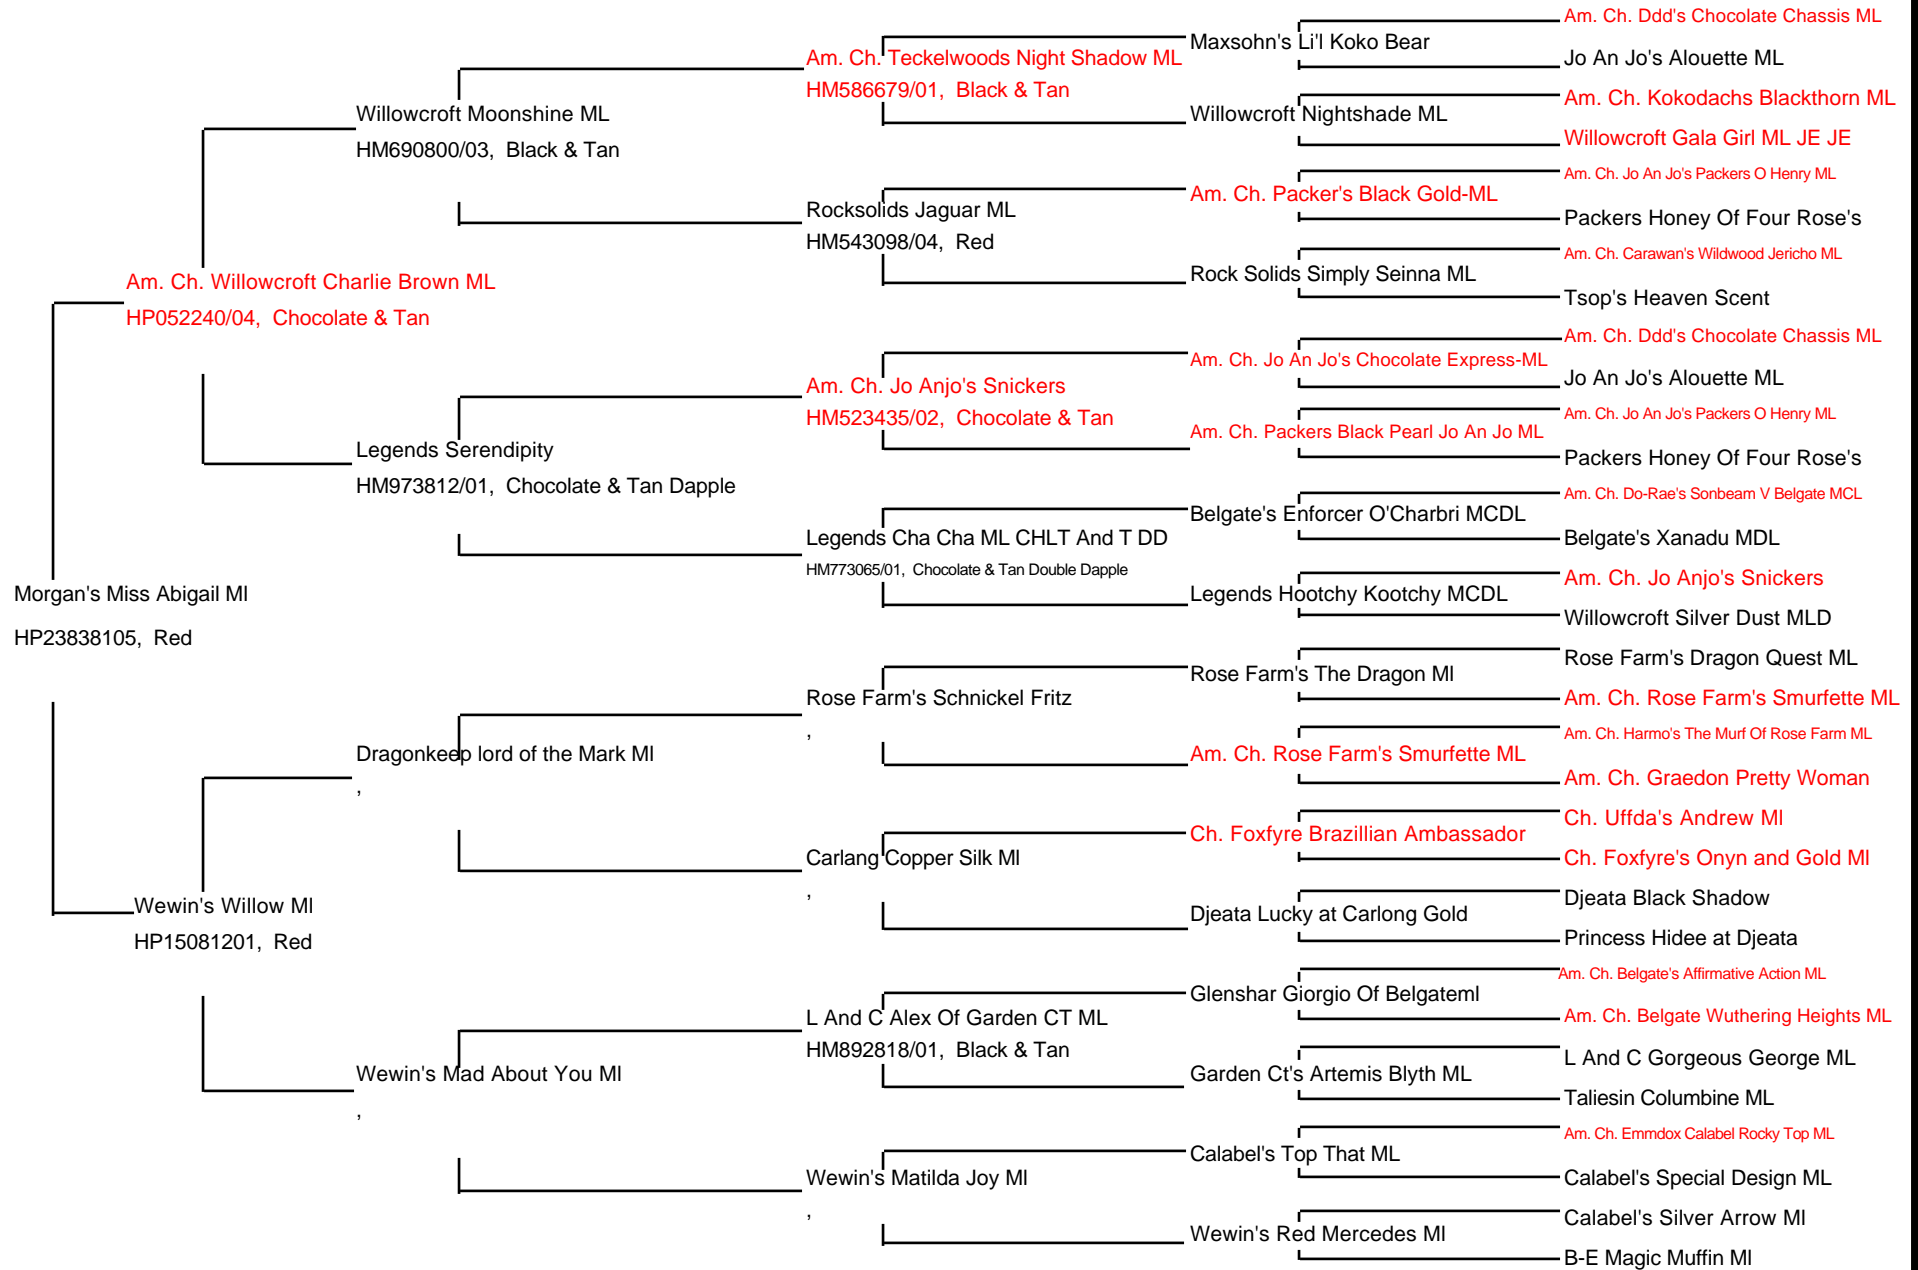 Morgan's Miss Abigail Ml
HP23838105, Red
Am. Ch. Willowcroft Charlie Brown ML
HP052240/04, Chocolate & Tan
Wewin's Willow Ml
HP15081201, Red
Willowcroft Moonshine ML
HM690800/03, Black & Tan
Legends Serendipity
HM973812/01, Chocolate & Tan Dapple
Dragonkeep lord of the Mark Ml
,
Wewin's Mad About You Ml
,
Am. Ch. Teckelwoods Night Shadow ML
HM586679/01, Black & Tan
Rocksolids Jaguar ML
HM543098/04, Red
Am. Ch. Jo Anjo's Snickers
HM523435/02, Chocolate & Tan
Legends Cha Cha ML CHLT And T DD
HM773065/01, Chocolate & Tan Double Dapple
Rose Farm's Schnickel Fritz
,
Carlang Copper Silk Ml
,
L And C Alex Of Garden CT ML
HM892818/01, Black & Tan
Wewin's Matilda Joy Ml
,
Maxsohn's Li'l Koko Bear
Willowcroft Nightshade ML
Am. Ch. Packer's Black Gold-ML
Rock Solids Simply Seinna ML
Am. Ch. Jo An Jo's Chocolate Express-ML
Am. Ch. Packers Black Pearl Jo An Jo ML
Belgate's Enforcer O'Charbri MCDL
Legends Hootchy Kootchy MCDL
Rose Farm's The Dragon Ml
Am. Ch. Rose Farm's Smurfette ML
Ch. Foxfyre Brazillian Ambassador
Djeata Lucky at Carlong Gold
Glenshar Giorgio Of Belgateml
Garden Ct's Artemis Blyth ML
Calabel's Top That ML
Wewin's Red Mercedes Ml
Am. Ch. Ddd's Chocolate Chassis ML
Jo An Jo's Alouette ML
Am. Ch. Kokodachs Blackthorn ML
Willowcroft Gala Girl ML JE JE
Am. Ch. Jo An Jo's Packers O Henry ML
Packers Honey Of Four Rose's
Am. Ch. Carawan's Wildwood Jericho ML
Tsop's Heaven Scent
Am. Ch. Ddd's Chocolate Chassis ML
Jo An Jo's Alouette ML
Am. Ch. Jo An Jo's Packers O Henry ML
Packers Honey Of Four Rose's
Am. Ch. Do-Rae's Sonbeam V Belgate MCL
Belgate's Xanadu MDL
Am. Ch. Jo Anjo's Snickers
Willowcroft Silver Dust MLD
Rose Farm's Dragon Quest ML
Am. Ch. Rose Farm's Smurfette ML
Am. Ch. Harmo's The Murf Of Rose Farm ML
Am. Ch. Graedon Pretty Woman
Ch. Uffda's Andrew Ml
Ch. Foxfyre's Onyn and Gold Ml
Djeata Black Shadow
Princess Hidee at Djeata
Am. Ch. Belgate's Affirmative Action ML
Am. Ch. Belgate Wuthering Heights ML
L And C Gorgeous George ML
Taliesin Columbine ML
Am. Ch. Emmdox Calabel Rocky Top ML
Calabel's Special Design ML
Calabel's Silver Arrow Ml
B-E Magic Muffin Ml